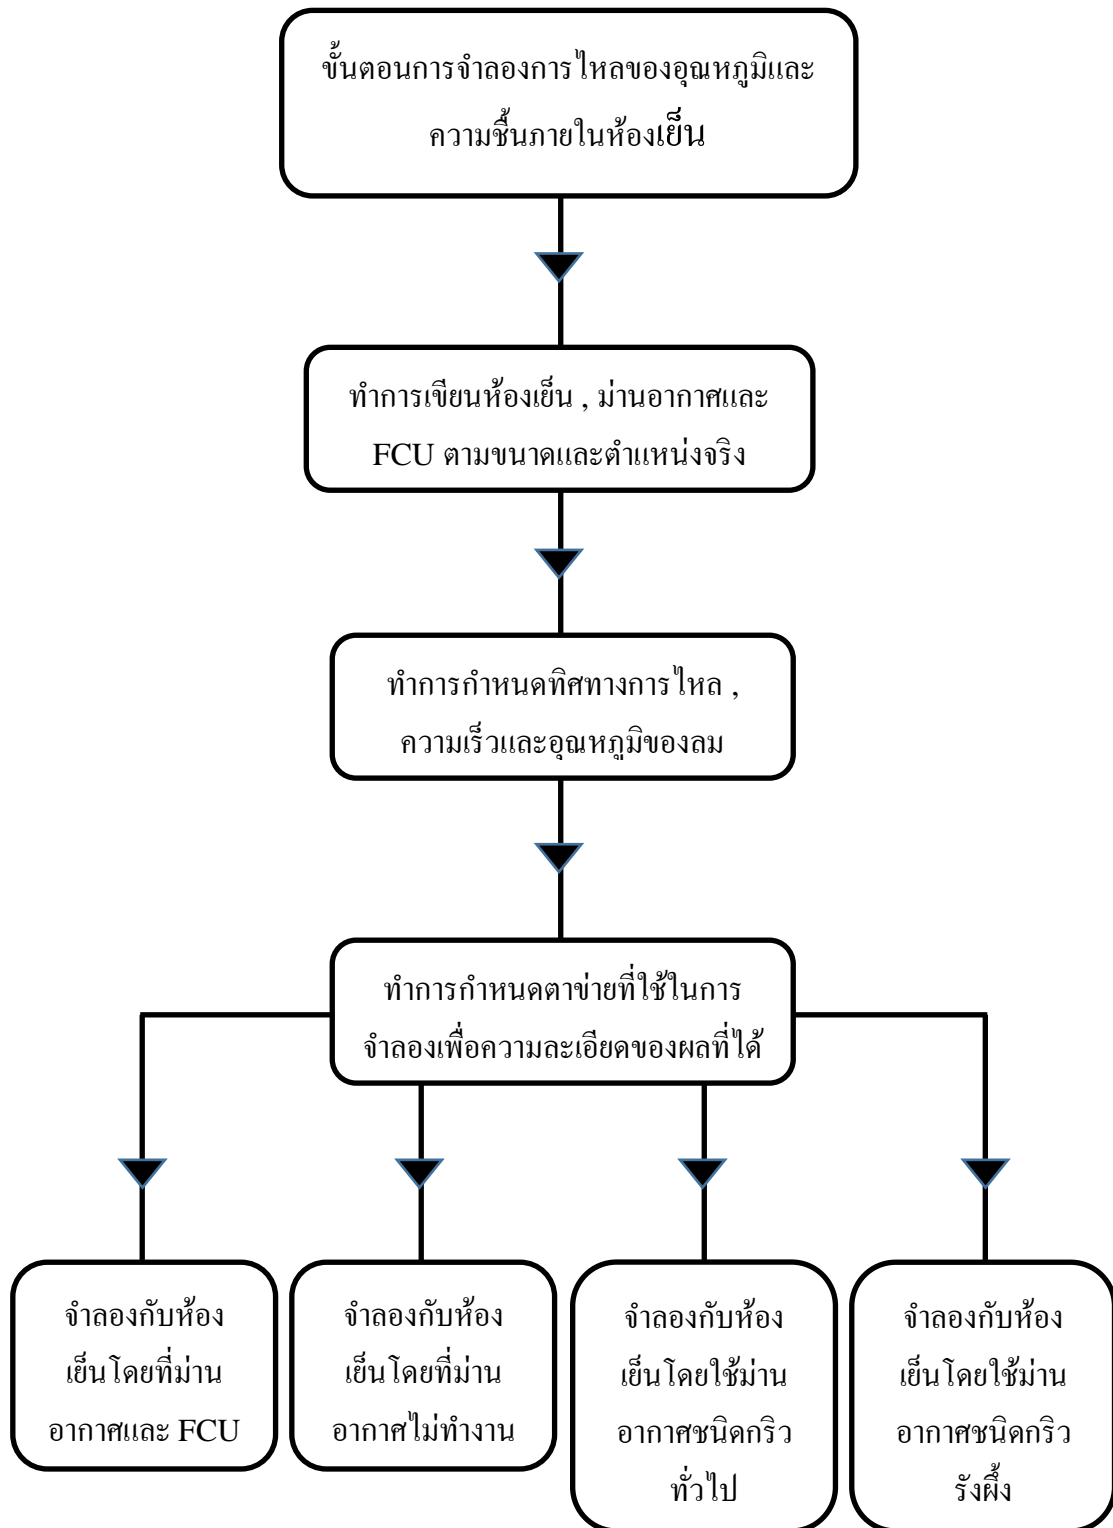 ขั้นตอนการจำลองการไหลของอุณหภูมิและ
ความชื้นภายในห้องเย็น
ทำการเขียนห้องเย็น , ม่านอากาศและ
FCU ตามขนาดและตำแหน่งจริง
ทำการกำหนดทิศทางการไหล ,
ความเร็วและอุณหภูมิของลม
ทำการกำหนดตาข่ายที่ใช้ในการ
จำลองเพื่อความละเอียดของผลที่ได้
จำลองกับห้อง
เย็นโดยที่ม่าน
อากาศและ FCU
จำลองกับห้อง
เย็นโดยที่ม่าน
อากาศไม่ทำงาน
จำลองกับห้อง
เย็นโดยใช้ม่าน
อากาศชนิดกริว
ทั่วไป
จำลองกับห้อง
เย็นโดยใช้ม่าน
อากาศชนิดกริว
รังผึ้ง